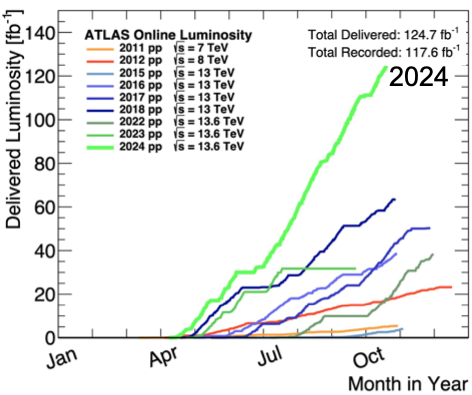 ATLAS Online Luminosity
2011 pp √s = 7 TeV
2012 pp √s = 8 TeV
2015 pp √s = 13 TeV
2016 pp √s = 13 TeV
2017 pp √s = 13 TeV
2018 pp √s = 13 TeV
2022 pp √s = 13.6 TeV
2023 pp √s = 13.6 TeV
2024 pp √s = 13.6 TeV
Total Delivered: 124.7 fb⁻¹
Total Recorded: 117.6 fb⁻¹
2024
Delivered Luminosity [fb⁻¹]
140
120
100
80
60
40
20
0
Jan
Apr
Jul
Oct
Month in Year